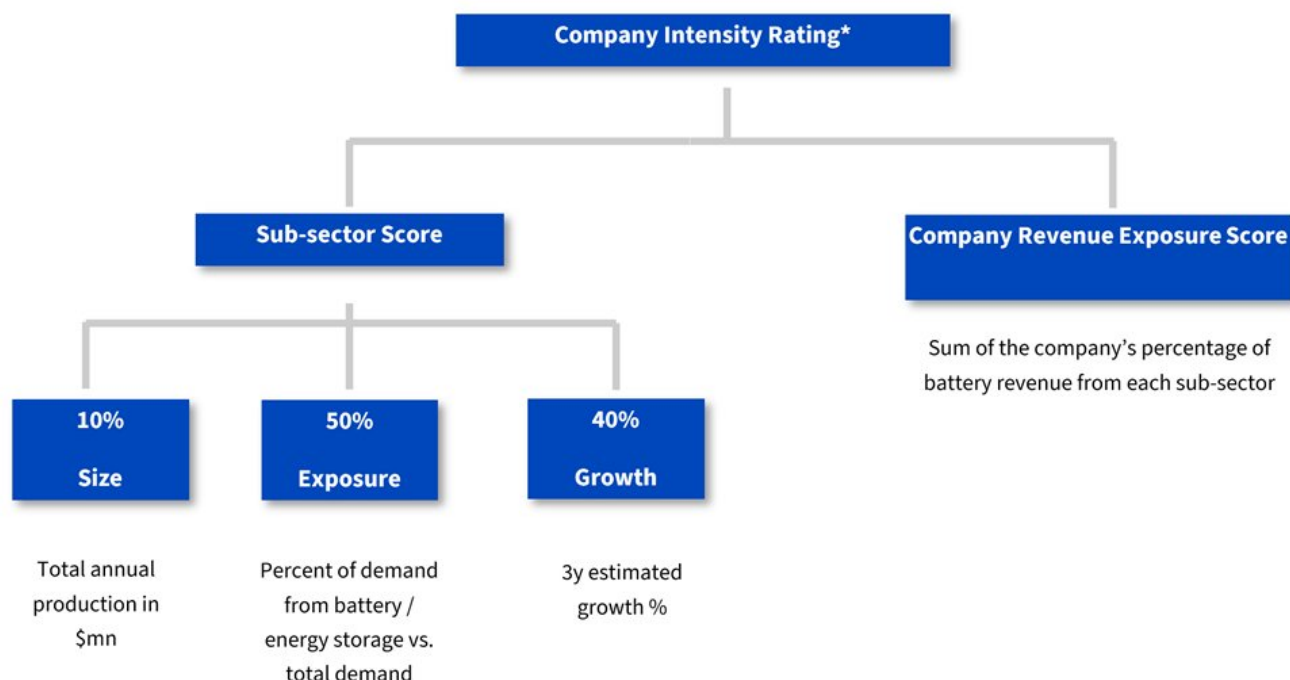 Company Intensity Rating*
Sub-sector Score
Company Revenue Exposure Score
Sum of the company’s percentage of
battery revenue from each sub-sector
10%
Size
50%
Exposure
40%
Growth
Total annual
production in
$mn
Percent of demand
from battery /
energy storage vs.
total demand
3y estimated
growth %